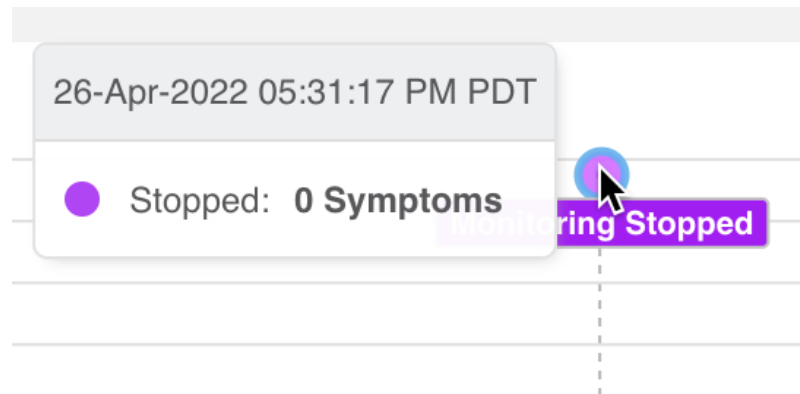 26-Apr-2022 05:31:17 PM PDT
Stopped: 0 Symptoms
Monitoring Stopped